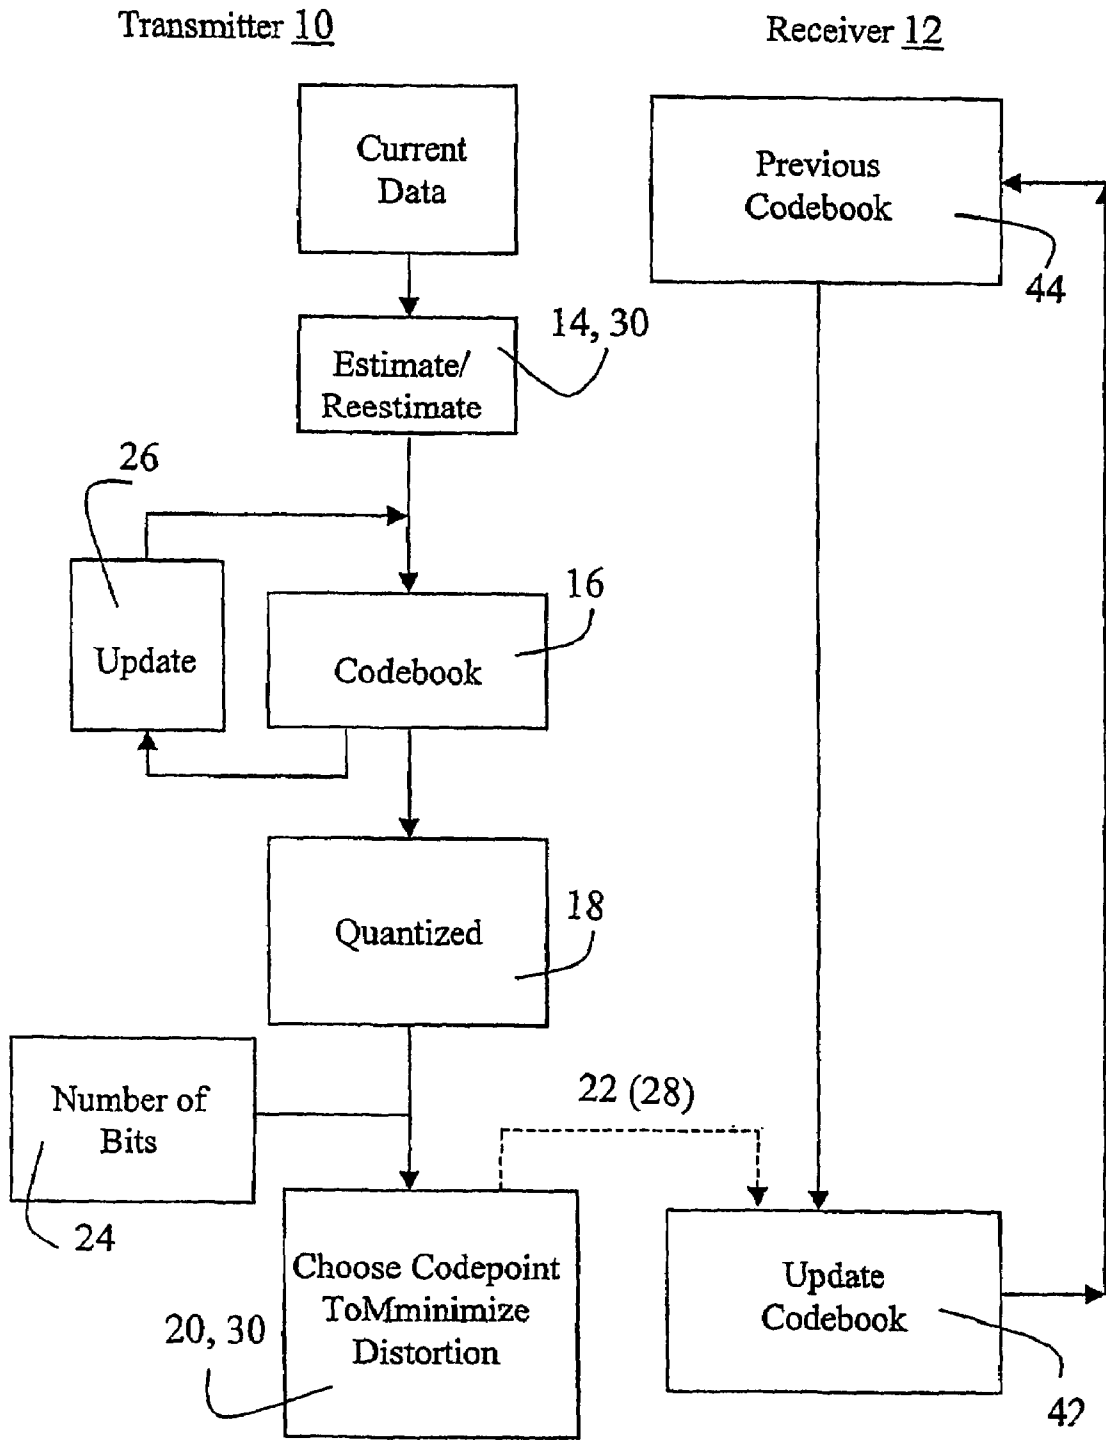 Transmitter 10
Receiver 12
Current
Data
Previous
Codebook
44
14, 30
Estimate/
Reestimate
26
Update
16
Codebook
18
Quantized
Number of
Bits
24
22 (28)
Choose Codepoint
ToMminimize
Distortion
20, 30
Update
Codebook
42